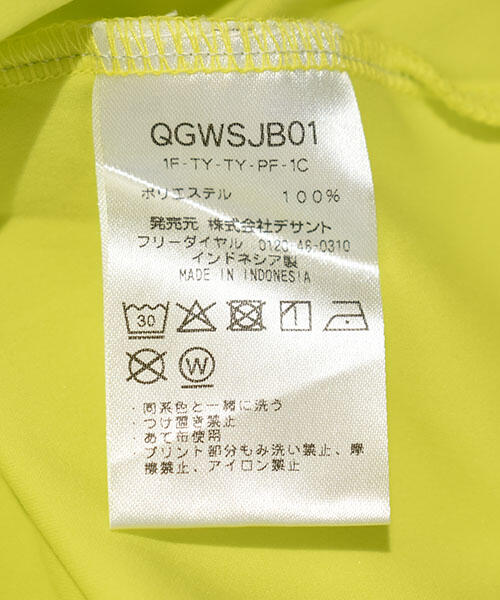 QGWSJB01
1F-TY-TY-PF-1C
ポリエステル 100%
発売元 株式会社デサント
フリーダイヤル 0120-46-0310
インドネシア製
MADE IN INDONESIA
30
W
・同系色と一緒に洗う
・つけ置き禁止
・あて布使用
・プリント部分もみ洗い禁止、摩
擦禁止、アイロン禁止